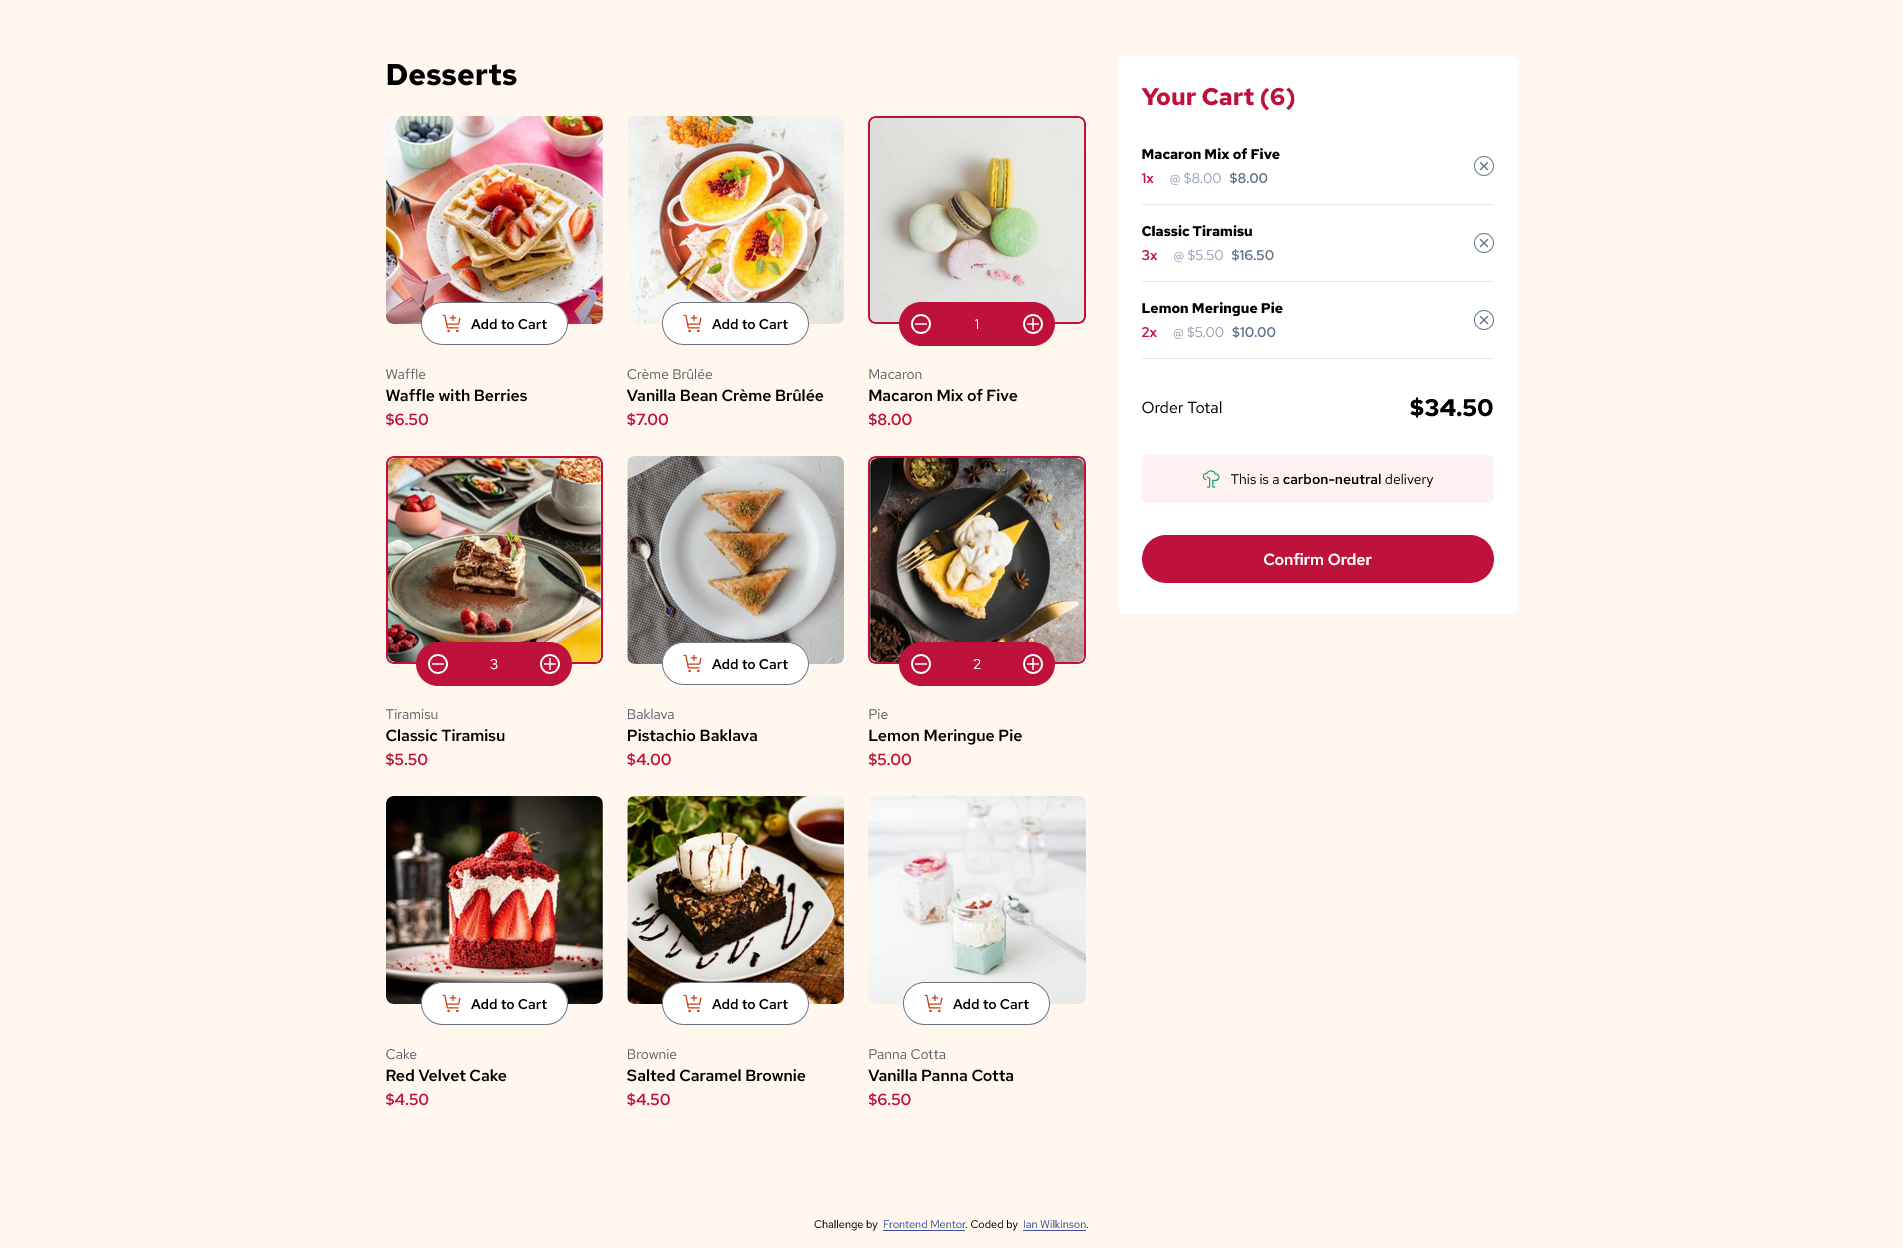 Desserts
Add to Cart
Waffle
Waffle with Berries
$6.50
Add to Cart
Crème Brûlée
Vanilla Bean Crème Brûlée
$7.00
1
Macaron
Macaron Mix of Five
$8.00
3
Tiramisu
Classic Tiramisu
$5.50
Add to Cart
Baklava
Pistachio Baklava
$4.00
2
Pie
Lemon Meringue Pie
$5.00
Add to Cart
Cake
Red Velvet Cake
$4.50
Add to Cart
Brownie
Salted Caramel Brownie
$4.50
Add to Cart
Panna Cotta
Vanilla Panna Cotta
$6.50
Your Cart (6)
Macaron Mix of Five
1x @ $8.00 $8.00
Classic Tiramisu
3x @ $5.50 $16.50
Lemon Meringue Pie
2x @ $5.00 $10.00
Order Total $34.50
This is a carbon-neutral delivery
Confirm Order
Challenge by Frontend Mentor. Coded by Ian Wilkinson.